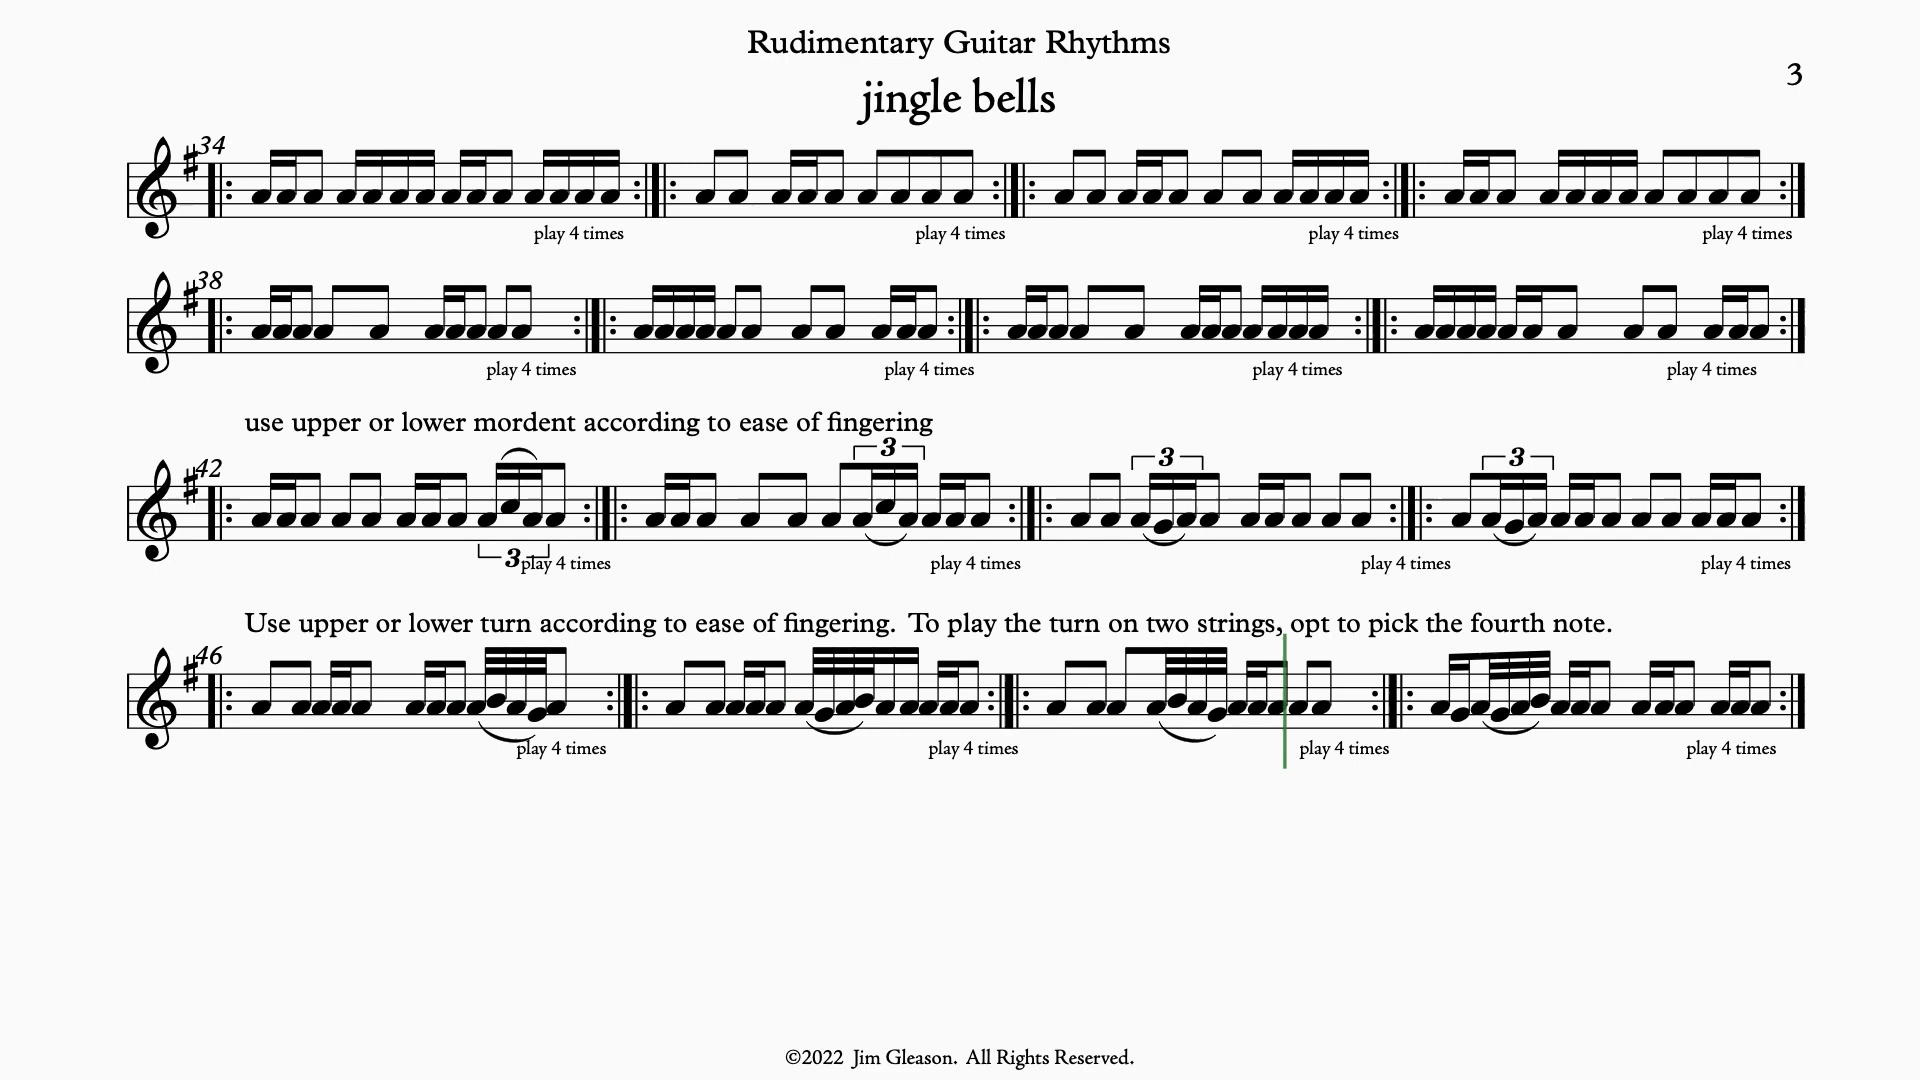 Rudimentary Guitar Rhythms
jingle bells
3
34
play 4 times play 4 times play 4 times play 4 times
38
play 4 times play 4 times play 4 times play 4 times
use upper or lower mordent according to ease of fingering
3 3 3
42
3 play 4 times play 4 times play 4 times play 4 times
Use upper or lower turn according to ease of fingering. To play the turn on two strings, opt to pick the fourth note.
46
play 4 times play 4 times play 4 times play 4 times
©2022 Jim Gleason. All Rights Reserved.